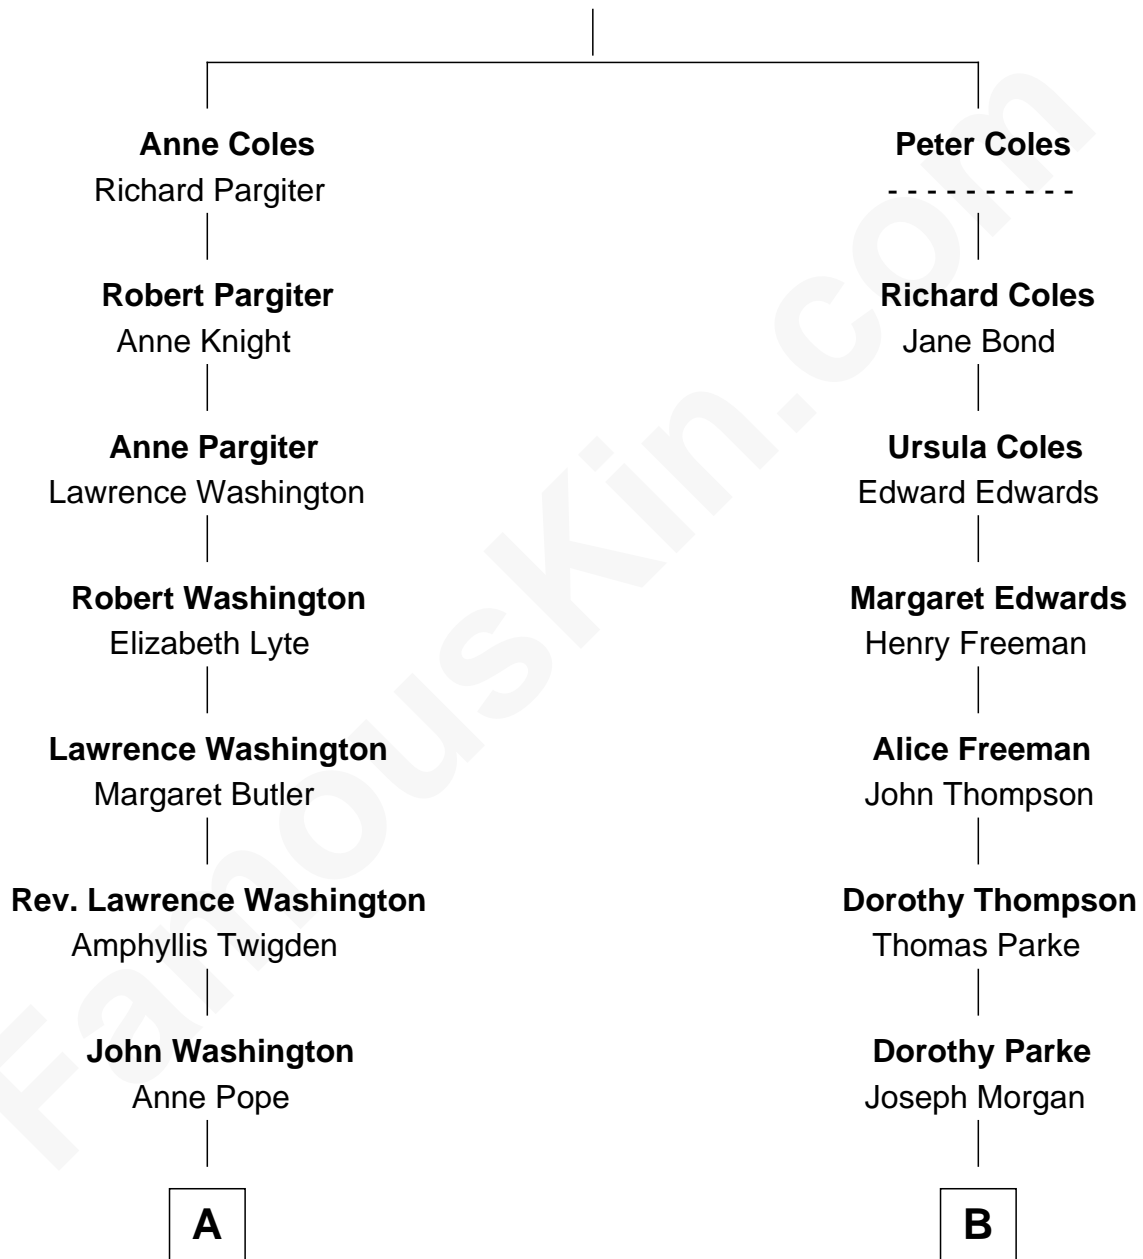 Anne Coles
Richard Pargiter
Robert Pargiter
Anne Knight
Anne Pargiter
Lawrence Washington
Robert Washington
Elizabeth Lyte
Lawrence Washington
Margaret Butler
Rev. Lawrence Washington
Amphyllis Twigden
John Washington
Anne Pope
A
Peter Coles
- - - - - - - - - -
Richard Coles
Jane Bond
Ursula Coles
Edward Edwards
Margaret Edwards
Henry Freeman
Alice Freeman
John Thompson
Dorothy Thompson
Thomas Parke
Dorothy Parke
Joseph Morgan
B
FamousKin.com